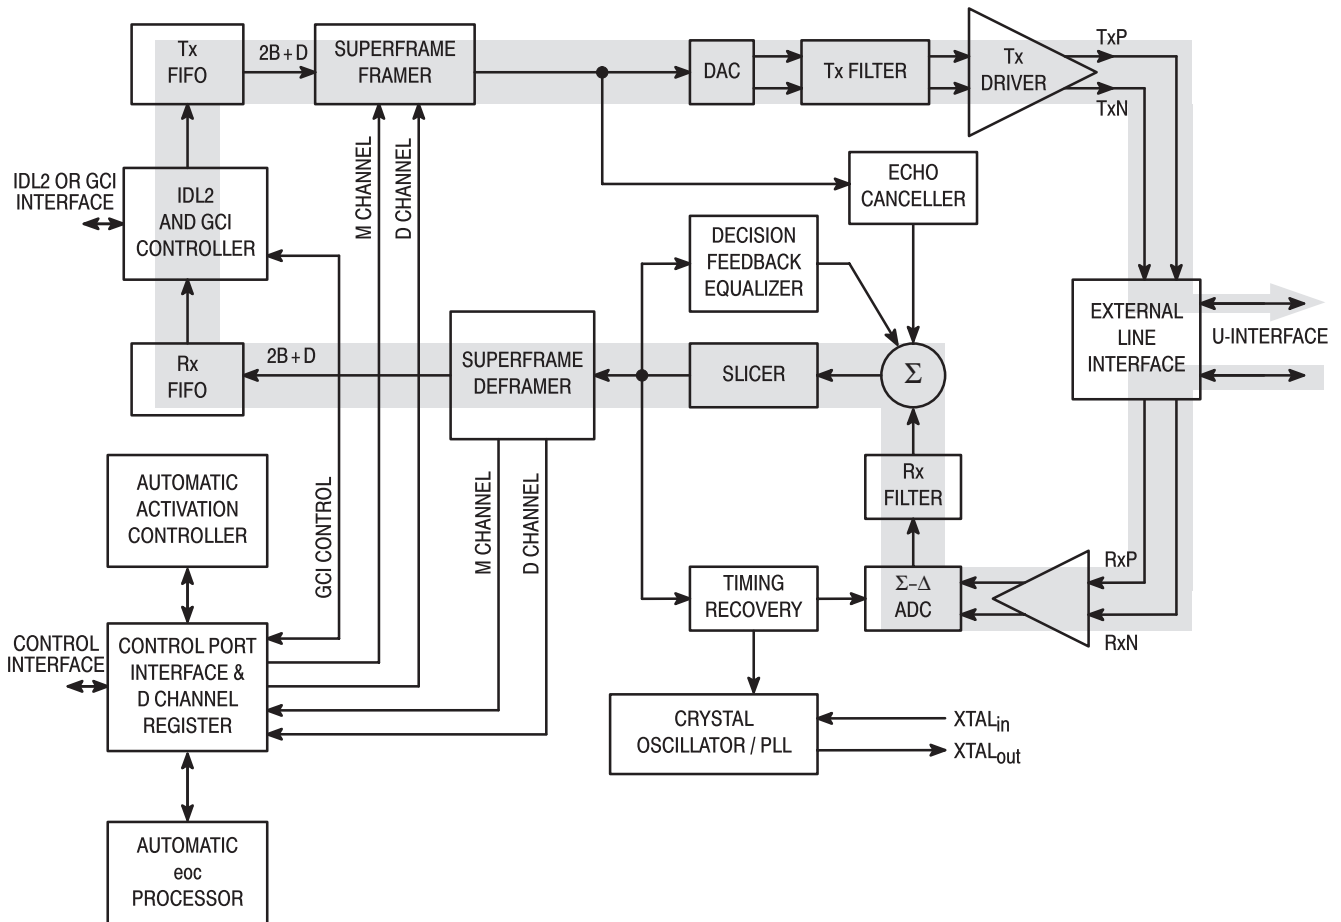 Tx
FIFO
2B+D
SUPERFRAME
FRAMER
DAC
Tx FILTER
Tx
DRIVER
TxP
TxN
M CHANNEL
D CHANNEL
ECHO
CANCELLER
IDL2 OR GCI
INTERFACE
IDL2
AND GCI
CONTROLLER
DECISION
FEEDBACK
EQUALIZER
EXTERNAL
LINE
INTERFACE
U-INTERFACE
Rx
FIFO
2B+D
SUPERFRAME
DEFRAMER
SLICER
Σ
Rx
FILTER
AUTOMATIC
ACTIVATION
CONTROLLER
GCI CONTROL
M CHANNEL
D CHANNEL
TIMING
RECOVERY
Σ–Δ
ADC
RxP
RxN
CONTROL
INTERFACE
CONTROL PORT
INTERFACE &
D CHANNEL
REGISTER
CRYSTAL
OSCILLATOR / PLL
XTALin
XTALout
AUTOMATIC
eoc
PROCESSOR